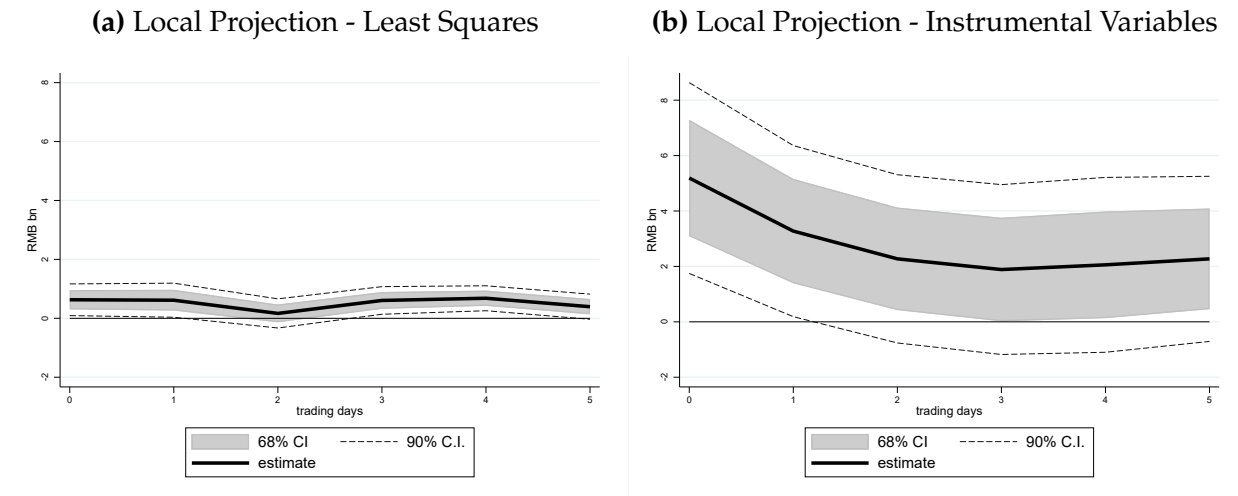 (a) Local Projection - Least Squares
8
6
4
2
0
-2
RMB bn
0 1 2 3 4 5
trading days
68% CI 90% C.I.
estimate
(b) Local Projection - Instrumental Variables
8
6
4
2
0
-2
RMB bn
0 1 2 3 4 5
trading days
68% CI 90% C.I.
estimate